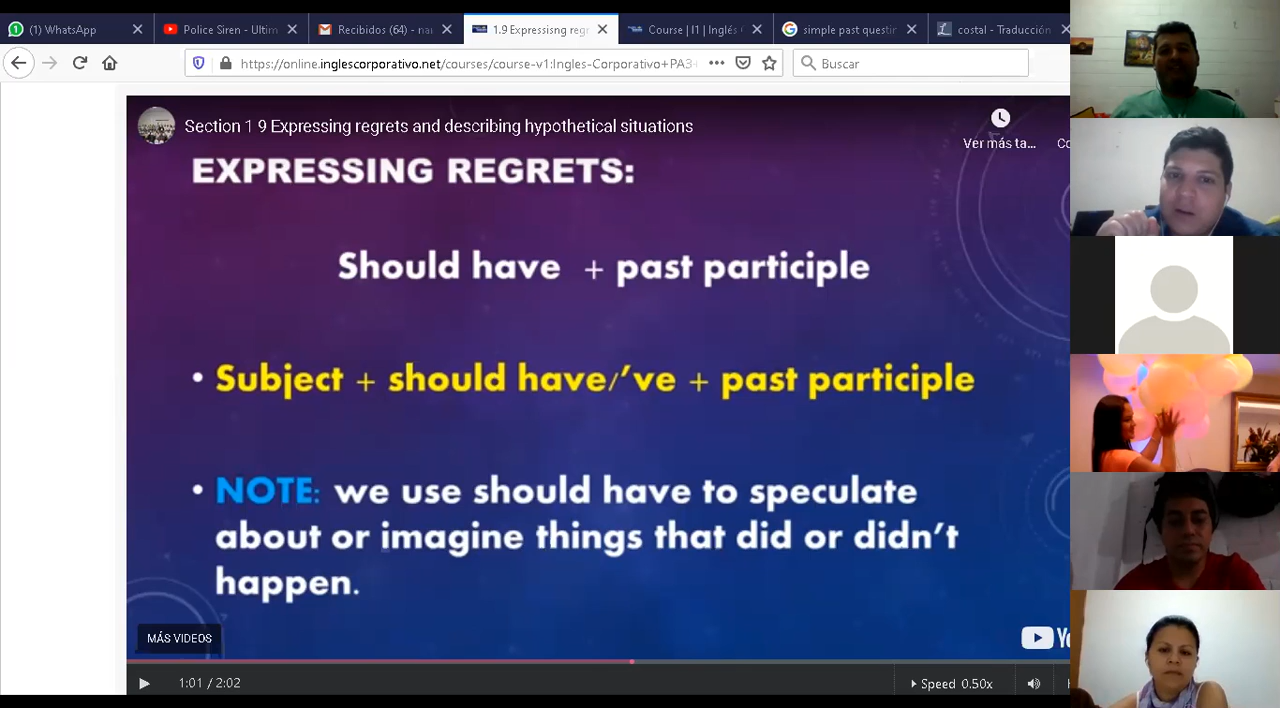 (1) WhatsApp
Police Siren - Ultim
Recibidos (64) - nai
1.9 Expressisng regr
Course | I1 | Inglés C
simple past questin
costal - Traducción
https://online.inglescorporativo.net/courses/course-v1:Ingles-Corporativo+PA3
Buscar
Section 1 9 Expressing regrets and describing hypothetical situations
Ver más ta...
EXPRESSING REGRETS:
Should have + past participle
• Subject + should have/'ve + past participle
• NOTE: we use should have to speculate
about or imagine things that did or didn't
happen.
MÁS VIDEOS
1:01 / 2:02
Speed 0.50x